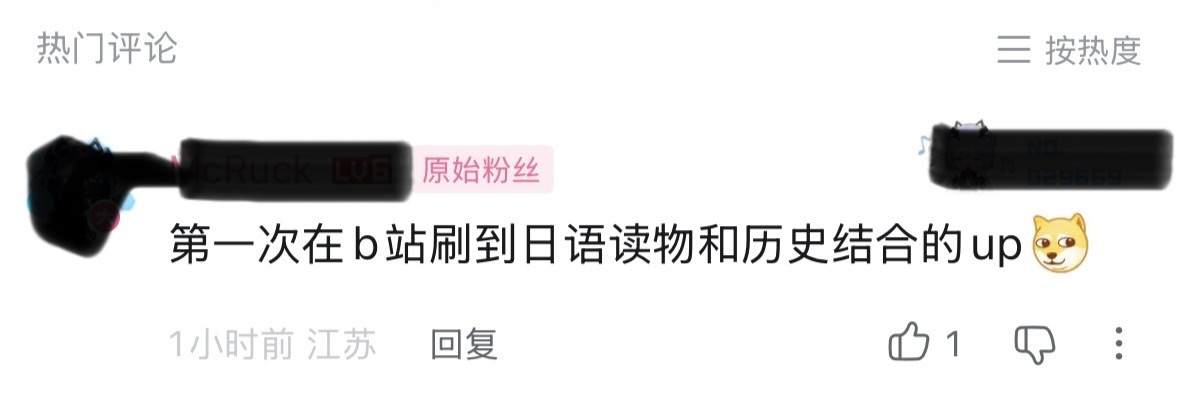 热门评论
按热度
原始粉丝
第一次在b站刷到日语读物和历史结合的up
1小时前 江苏 回复 1